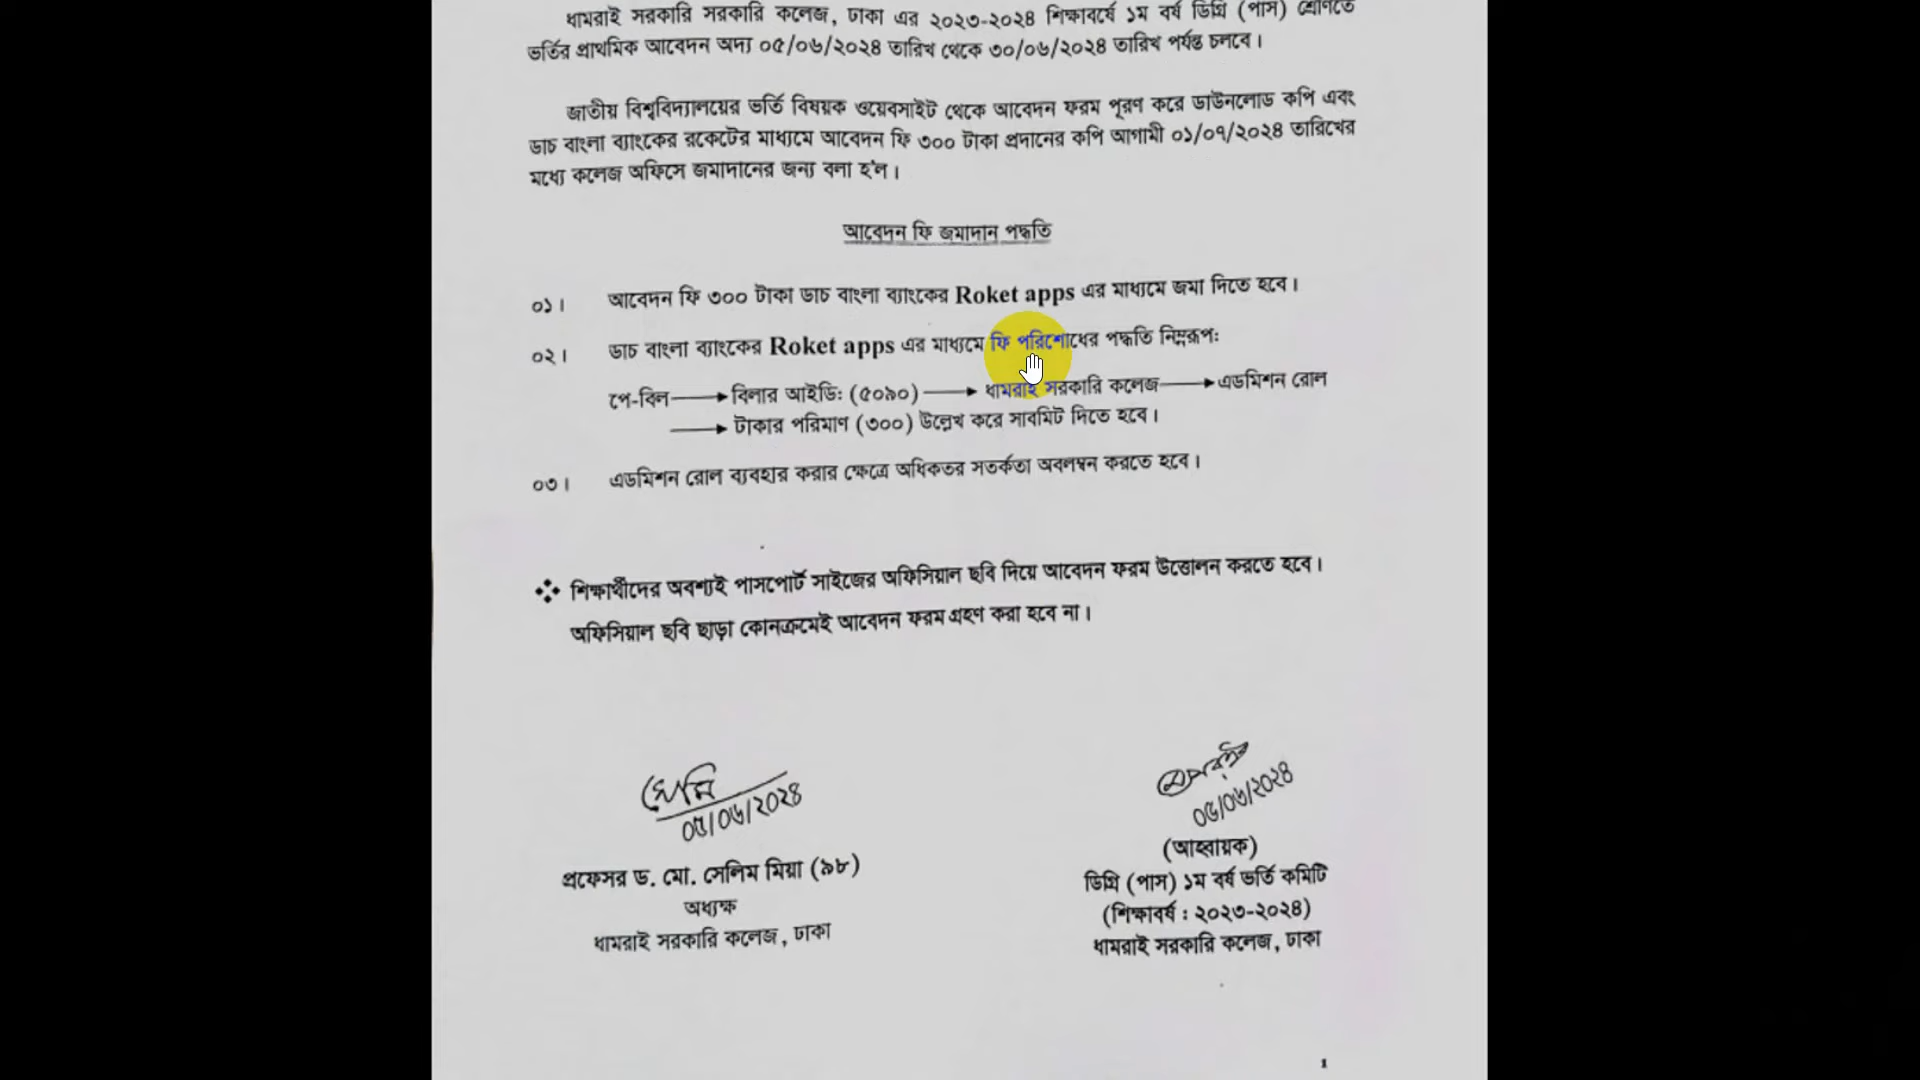 ধামরাই সরকারি সরকারি কলেজ, ঢাকা এর ২০২৩-২০২৪ শিক্ষাবর্ষে ১ম বর্ষ ডিগ্রি (পাস) শ্রেণিতে
ভর্তির প্রাথমিক আবেদন অদ্য ০৫/০৬/২০২৪ তারিখ থেকে ৩০/০৬/২০২৪ তারিখ পর্যন্ত চলবে।
জাতীয় বিশ্ববিদ্যালয়ের ভর্তি বিষয়ক ওয়েবসাইট থেকে আবেদন ফরম পূরণ করে ডাউনলোড কপি এবং
ডাচ বাংলা ব্যাংকের রকেটের মাধ্যমে আবেদন ফি ৩০০ টাকা প্রদানের কপি আগামী ০১/০৭/২০২৪ তারিখের
মধ্যে কলেজ অফিসে জমাদানের জন্য বলা হ'ল।
আবেদন ফি জমাদান পদ্ধতি
০১। আবেদন ফি ৩০০ টাকা ডাচ বাংলা ব্যাংকের Roket apps এর মাধ্যমে জমা দিতে হবে।
০২। ডাচ বাংলা ব্যাংকের Roket apps এর মাধ্যমে ফি পরিশোধের পদ্ধতি নিম্নরূপঃ
পে-বিল → বিলার আইডি: (৫০৯০) → ধামরাই সরকারি কলেজ → এডমিশন রোল
→ টাকার পরিমাণ (৩০০) উল্লেখ করে সাবমিট দিতে হবে।
০৩। এডমিশন রোল ব্যবহার করার ক্ষেত্রে অধিকতর সতর্কতা অবলম্বন করতে হবে।
❖ শিক্ষার্থীদের অবশ্যই পাসপোর্ট সাইজের অফিসিয়াল ছবি দিয়ে আবেদন ফরম উত্তোলন করতে হবে।
অফিসিয়াল ছবি ছাড়া কোনক্রমেই আবেদন ফরম গ্রহণ করা হবে না।
০৫/০৬/২০২৪
প্রফেসর ড. মো. সেলিম মিয়া (৯৮)
অধ্যক্ষ
ধামরাই সরকারি কলেজ, ঢাকা
০৫/০৬/২০২৪
(আহ্বায়ক)
ডিগ্রি (পাস) ১ম বর্ষ ভর্তি কমিটি
(শিক্ষাবর্ষ : ২০২৩-২০২৪)
ধামরাই সরকারি কলেজ, ঢাকা
1